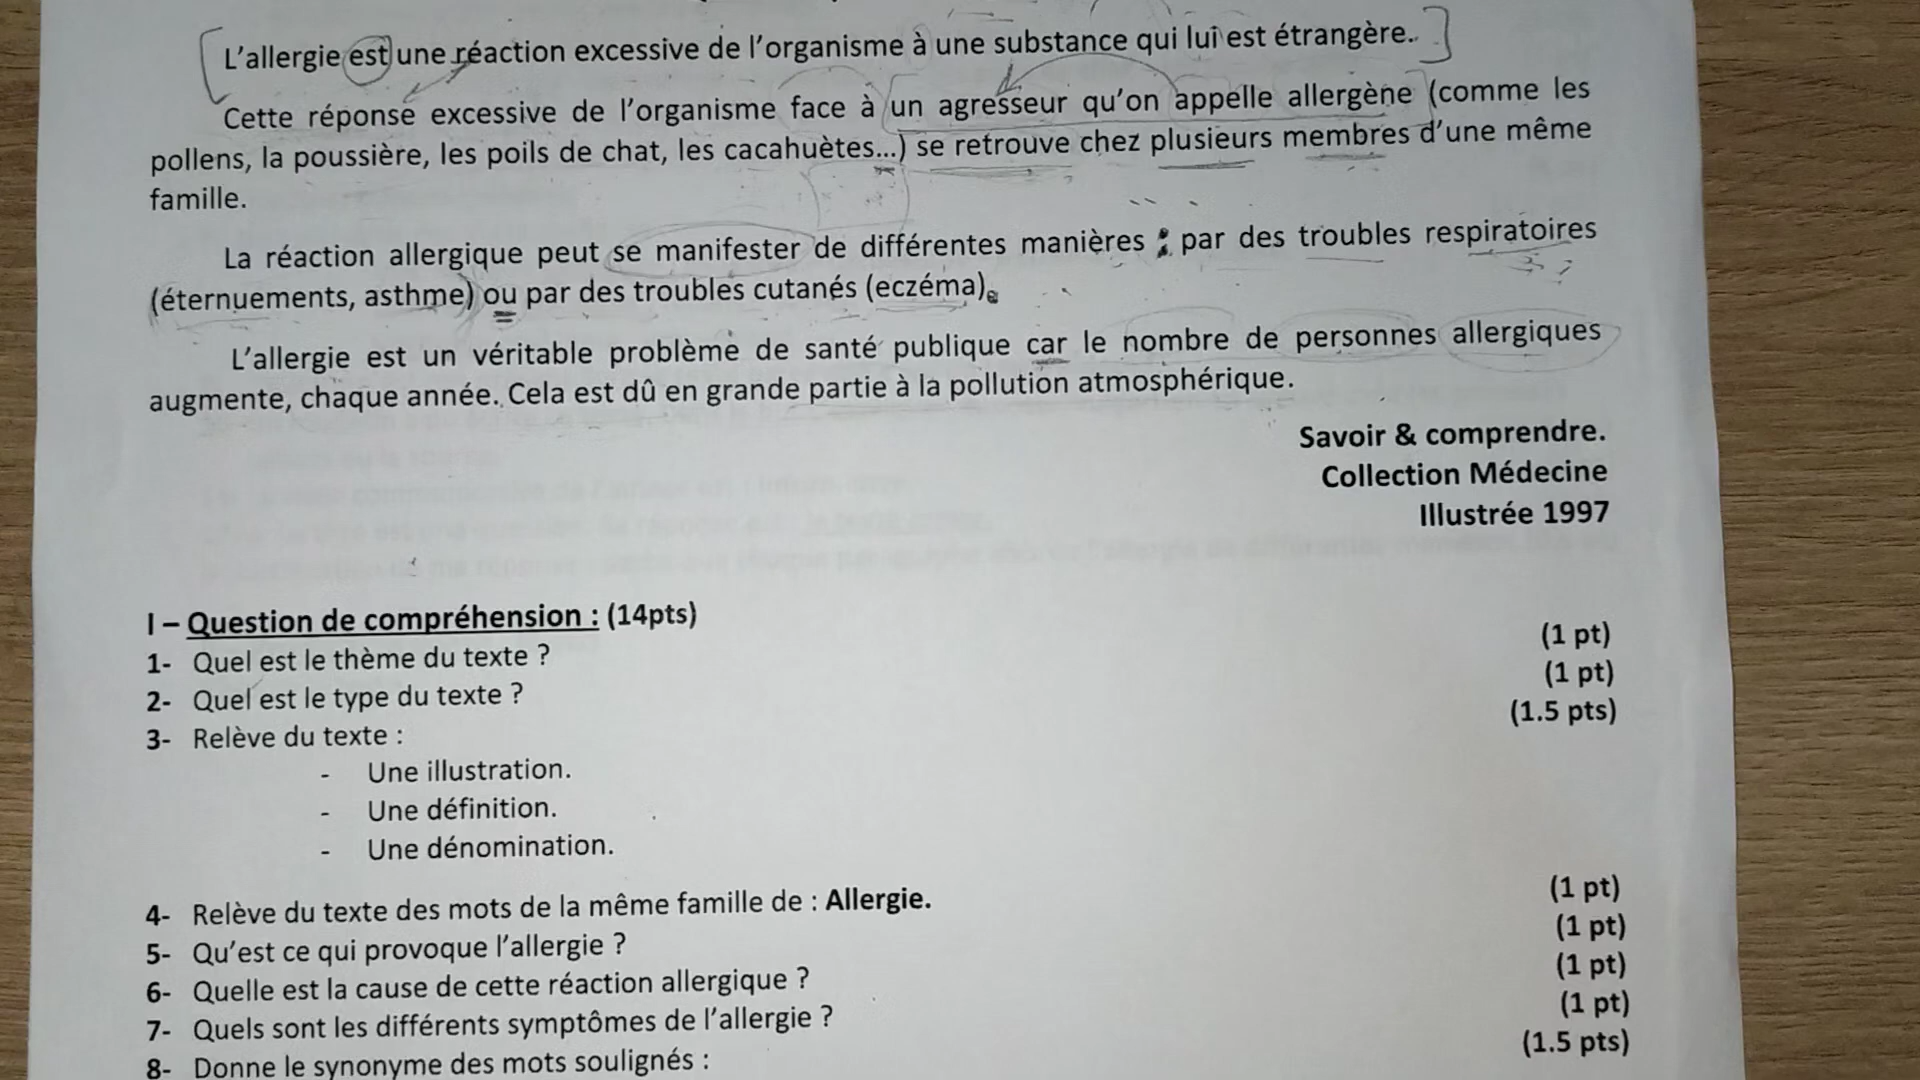 L'allergie est une réaction excessive de l'organisme à une substance qui lui est étrangère.
Cette réponse excessive de l'organisme face à un agresseur qu'on appelle allergène (comme les
pollens, la poussière, les poils de chat, les cacahuètes...) se retrouve chez plusieurs membres d'une même
famille.
La réaction allergique peut se manifester de différentes manières : par des troubles respiratoires
(éternuements, asthme) ou par des troubles cutanés (eczéma).
L'allergie est un véritable problème de santé publique car le nombre de personnes allergiques
augmente, chaque année. Cela est dû en grande partie à la pollution atmosphérique.
Savoir & comprendre.
Collection Médecine
Illustrée 1997
I – Question de compréhension : (14pts)
1- Quel est le thème du texte ? (1 pt)
2- Quel est le type du texte ? (1 pt)
3- Relève du texte : (1.5 pts)
- Une illustration.
- Une définition.
- Une dénomination.
4- Relève du texte des mots de la même famille de : Allergie. (1 pt)
5- Qu'est ce qui provoque l'allergie ? (1 pt)
6- Quelle est la cause de cette réaction allergique ? (1 pt)
7- Quels sont les différents symptômes de l'allergie ? (1 pt)
8- Donne le synonyme des mots soulignés : (1.5 pts)